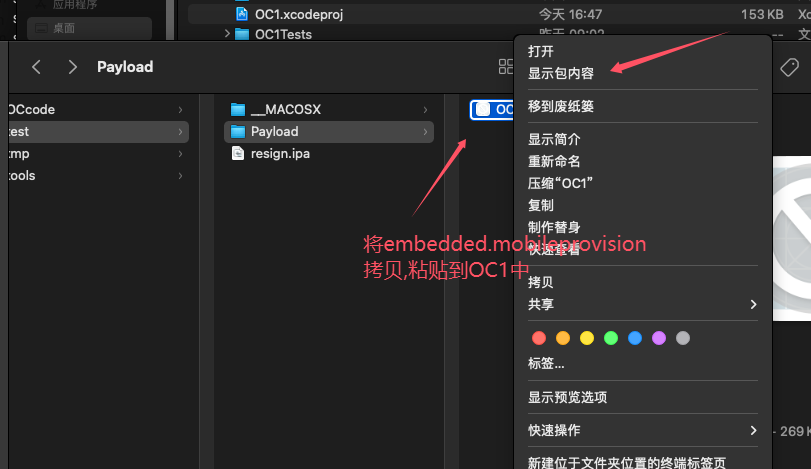 应用程序
桌面
OC1.xcodeproj
今天 16:47
153 KB
Xc
OC1Tests
昨天 00:02
--
文
Payload
OCcode
test
tmp
tools
__MACOSX
Payload
resign.ipa
OC
打开
显示包内容
移到废纸篓
显示简介
重新命名
压缩“OC1”
复制
制作替身
快速查看
拷贝
共享
标签...
显示预览选项
快速操作
新建位于文件夹位置的终端标签页
将embedded.mobileprovision
拷贝,粘贴到OC1中
- 269 K